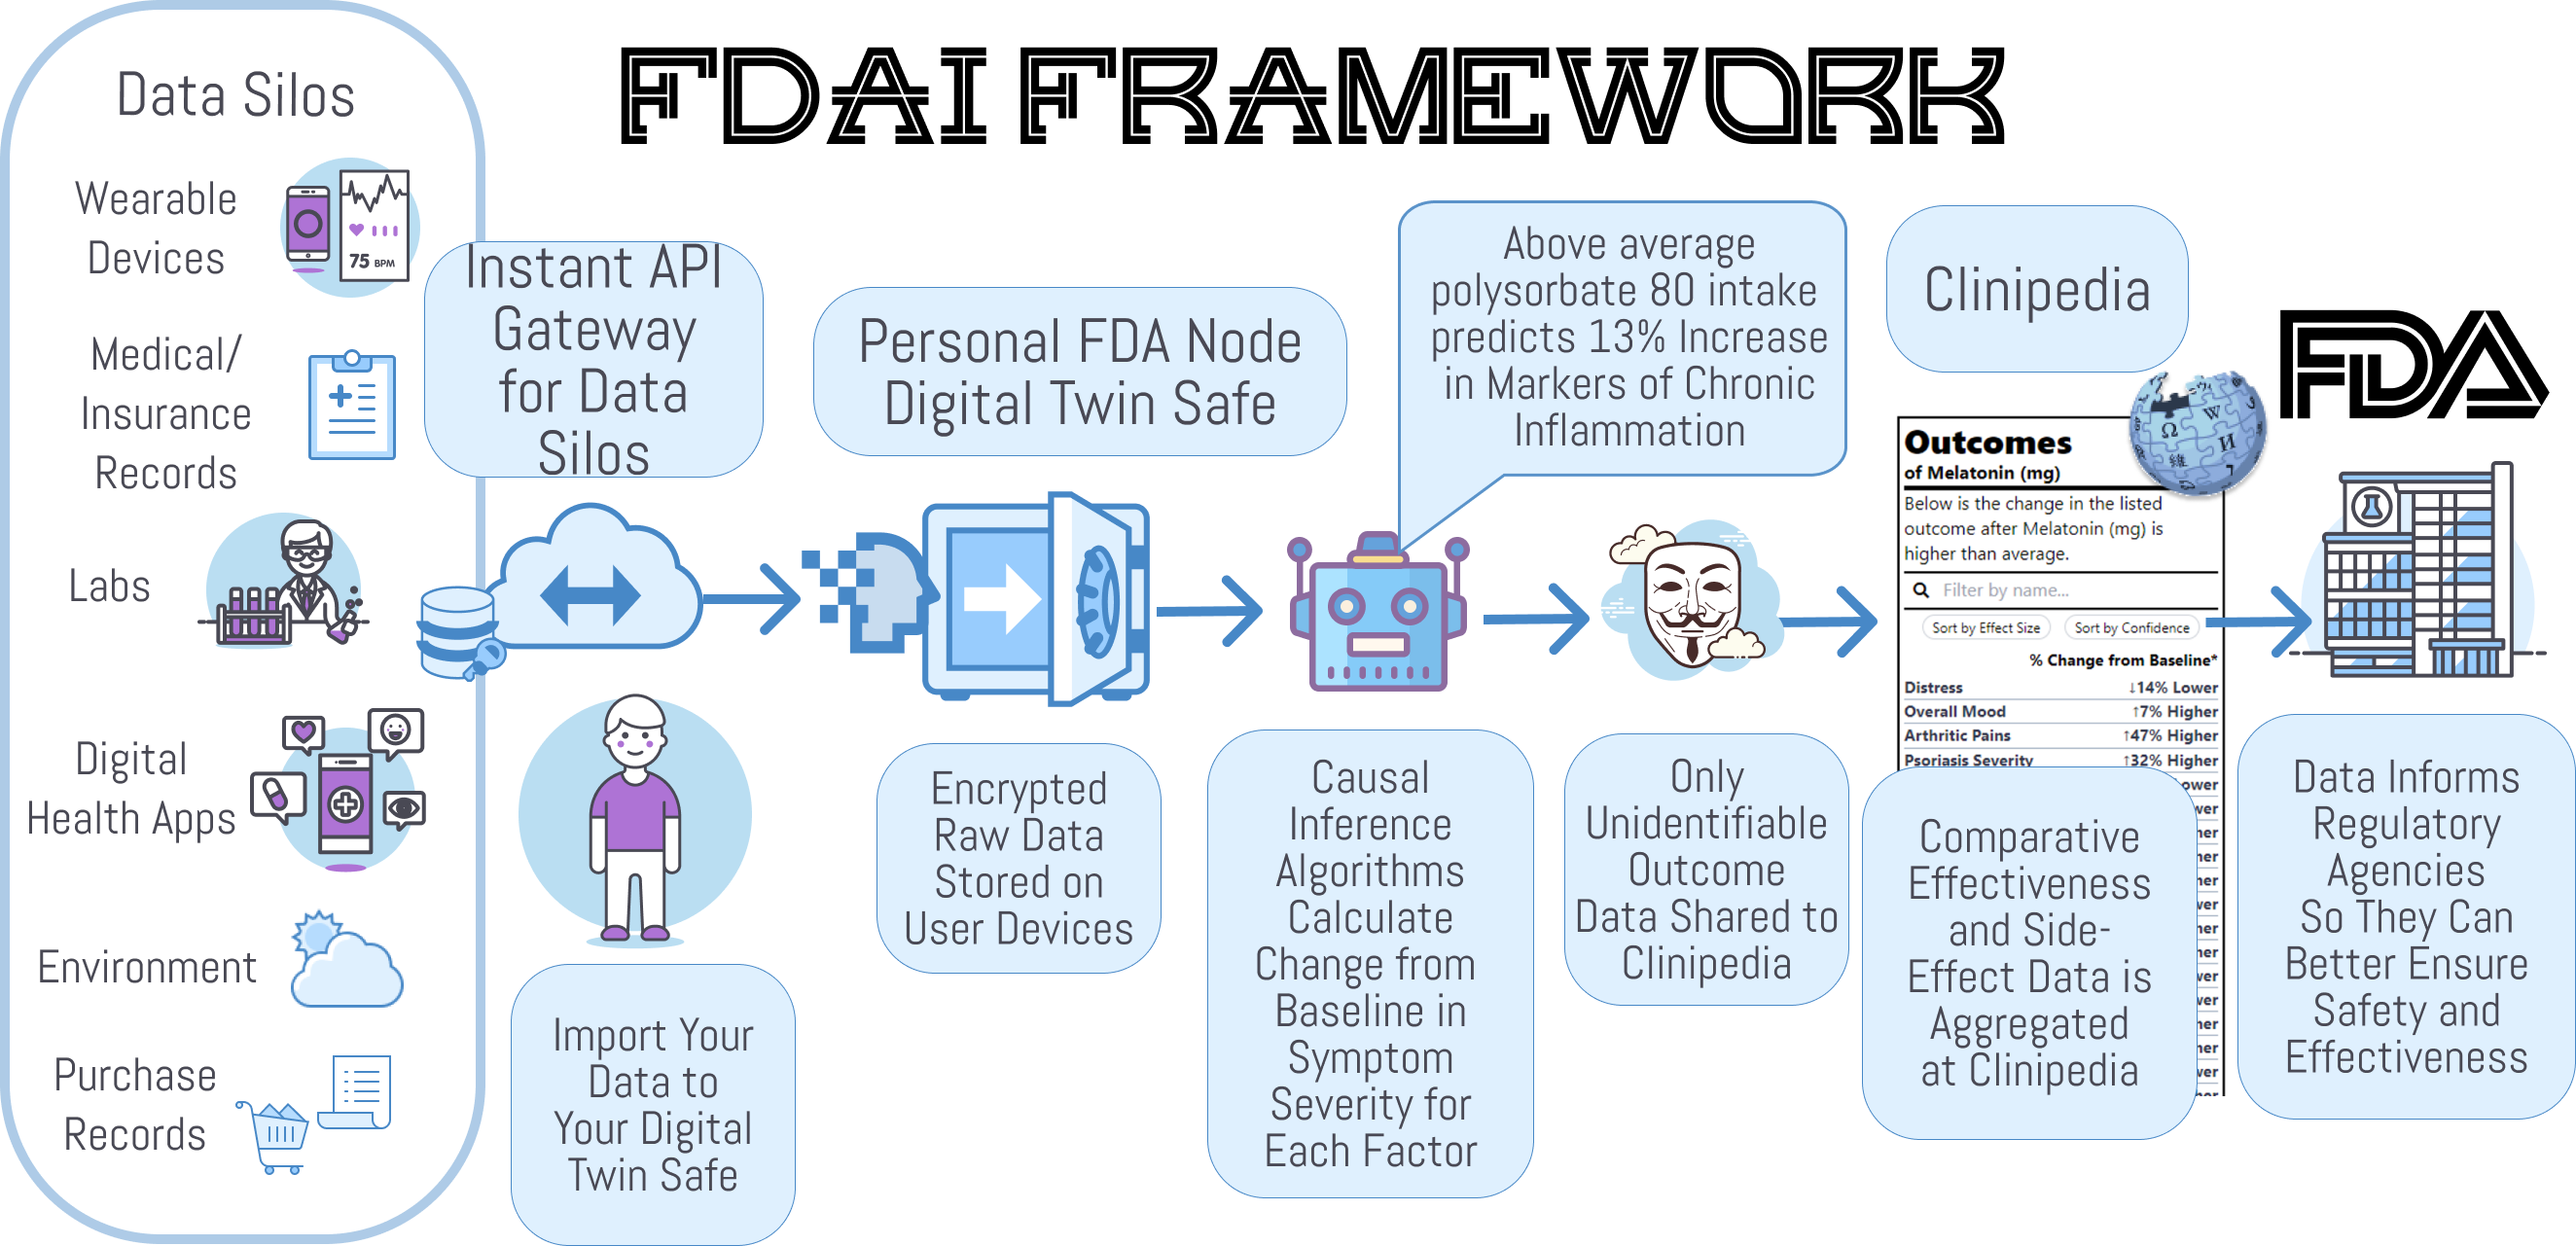 FDAI FRAMEWORK
Data Silos
Wearable
Devices
75 BPM
Medical/
Insurance
Records
Labs
Digital
Health Apps
Environment
Purchase
Records
Instant API
Gateway
for Data
Silos
Import Your
Data to
Your Digital
Twin Safe
Personal FDA Node
Digital Twin Safe
Encrypted
Raw Data
Stored on
User Devices
Above average
polysorbate 80 intake
predicts 13% Increase
in Markers of Chronic
Inflammation
Causal
Inference
Algorithms
Calculate
Change from
Baseline in
Symptom
Severity for
Each Factor
Only
Unidentifiable
Outcome
Data Shared to
Clinipedia
Clinipedia
Ω W И
維
Outcomes
of Melatonin (mg)
Below is the change in the listed
outcome after Melatonin (mg) is
higher than average.
Filter by name...
Sort by Effect Size Sort by Confidence
% Change from Baseline*
Distress ↓14% Lower
Overall Mood ↑7% Higher
Arthritic Pains ↑47% Higher
Psoriasis Severity ↑32% Higher
Comparative
Effectiveness
and Side-
Effect Data is
Aggregated
at Clinipedia
FDA
Data Informs
Regulatory
Agencies
So They Can
Better Ensure
Safety and
Effectiveness